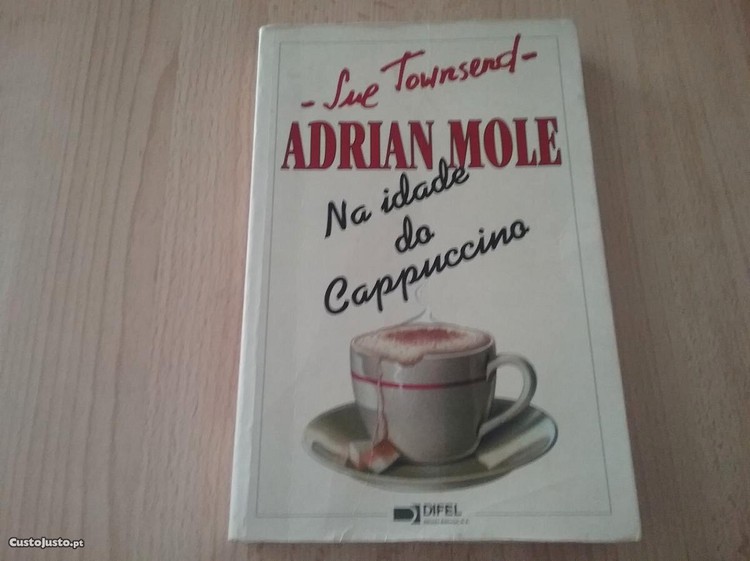 - Sue Townsend -
ADRIAN MOLE
Na idade
do
Cappuccino
DIFEL
CustoJusto.pt